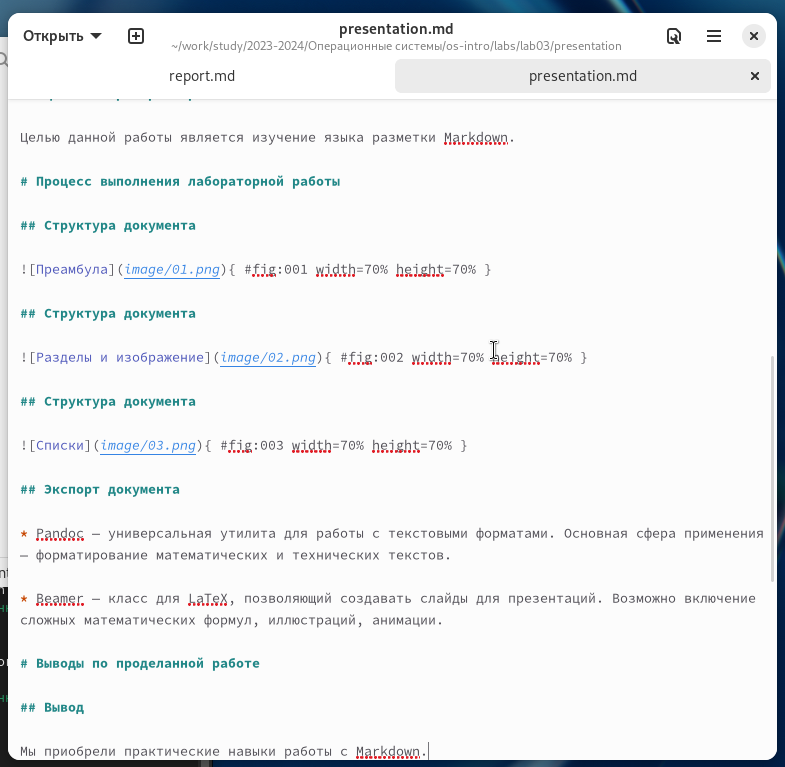 Открыть
presentation.md
~/work/study/2023-2024/Операционные системы/os-intro/labs/lab03/presentation
report.md
presentation.md
Целью данной работы является изучение языка разметки Markdown.
# Процесс выполнения лабораторной работы
## Структура документа
![Преамбула](image/01.png){ #fig:001 width=70% height=70% }
## Структура документа
![Разделы и изображение](image/02.png){ #fig:002 width=70% height=70% }
## Структура документа
![Списки](image/03.png){ #fig:003 width=70% height=70% }
## Экспорт документа
* Pandoc — универсальная утилита для работы с текстовыми форматами. Основная сфера применения
— форматирование математических и технических текстов.
* Beamer — класс для LaTeX, позволяющий создавать слайды для презентаций. Возможно включение
сложных математических формул, иллюстраций, анимации.
# Выводы по проделанной работе
## Вывод
Мы приобрели практические навыки работы с Markdown.